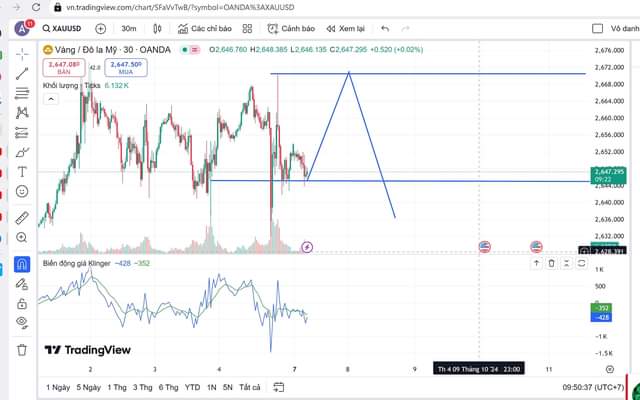 vn.tradingview.com/chart/SFaVvTwB/?symbol=OANDA%3AXAUUSD
A 11 XAUUSD 30m Các chỉ báo Cảnh báo Xem lại Vô danh
Vàng / Đô la Mỹ · 30 · OANDA O2,646.760 H2,648.385 L2,646.135 C2,647.295 +0.520 (+0.02%)
2,647.080 BÁN 42.0 2,647.500 MUA
Khối lượng · Ticks 6.132 K
2,676.000
2,672.000
2,668.000
2,664.000
2,660.000
2,656.000
2,652.000
2,647.295
09:22
2,644.000
2,640.000
2,636.000
2,632.000
2,628.391
Biến động giá Klinger −428 −352
1 K
500
0
−352
−428
−1 K
−1.5 K
TradingView
2 3 4 7 8 9 Th 4 09 Tháng 10 '24 23:00 11
1 Ngày 5 Ngày 1 Thg 3 Thg 6 Thg YTD 1N 5N Tất cả 09:50:37 (UTC+7)